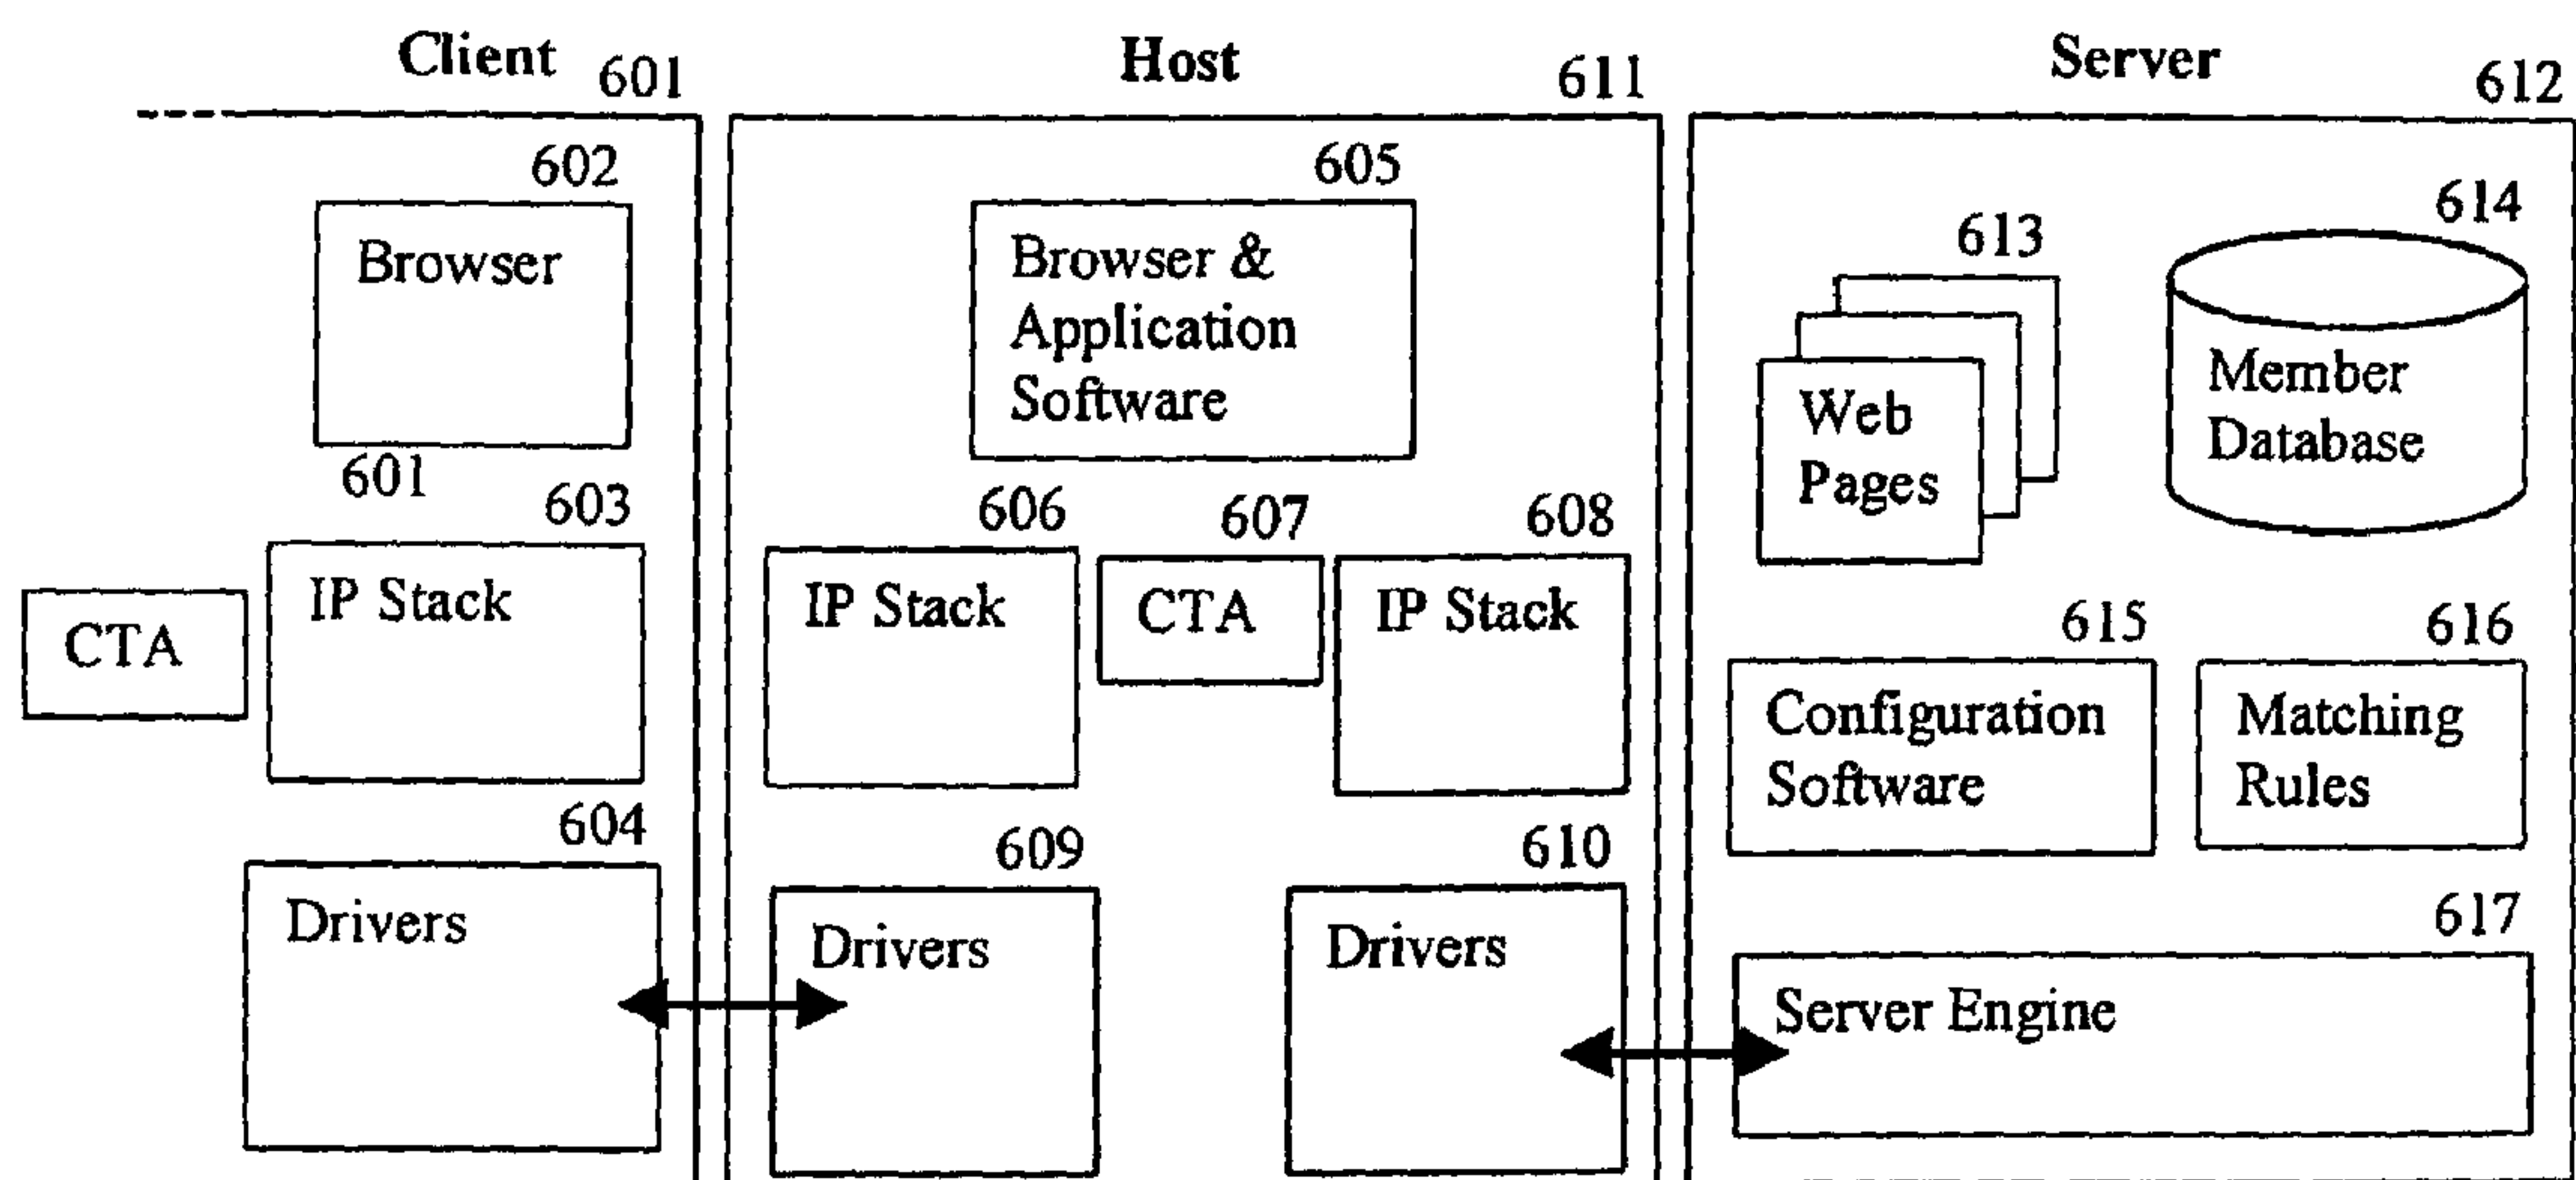 Client
601
602
Browser
601
603
IP Stack
CTA
604
Drivers
Host
611
605
Browser &
Application
Software
606
IP Stack
607
CTA
608
IP Stack
609
Drivers
610
Drivers
Server
612
613
Web
Pages
614
Member
Database
615
Configuration
Software
616
Matching
Rules
617
Server Engine